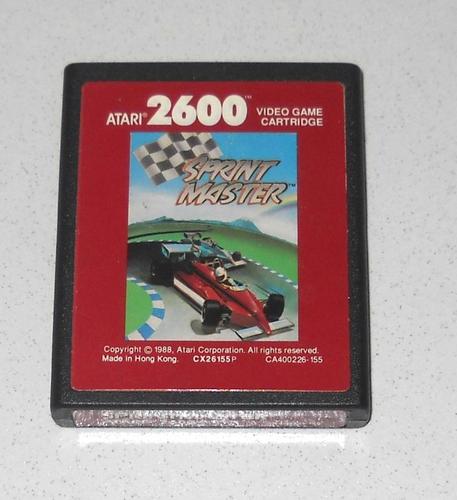 ATARI® 2600™ VIDEO GAME
CARTRIDGE
SPRINT
MASTER™
Copyright © 1988, Atari Corporation. All rights reserved.
Made in Hong Kong. CX26155P CA400226-155